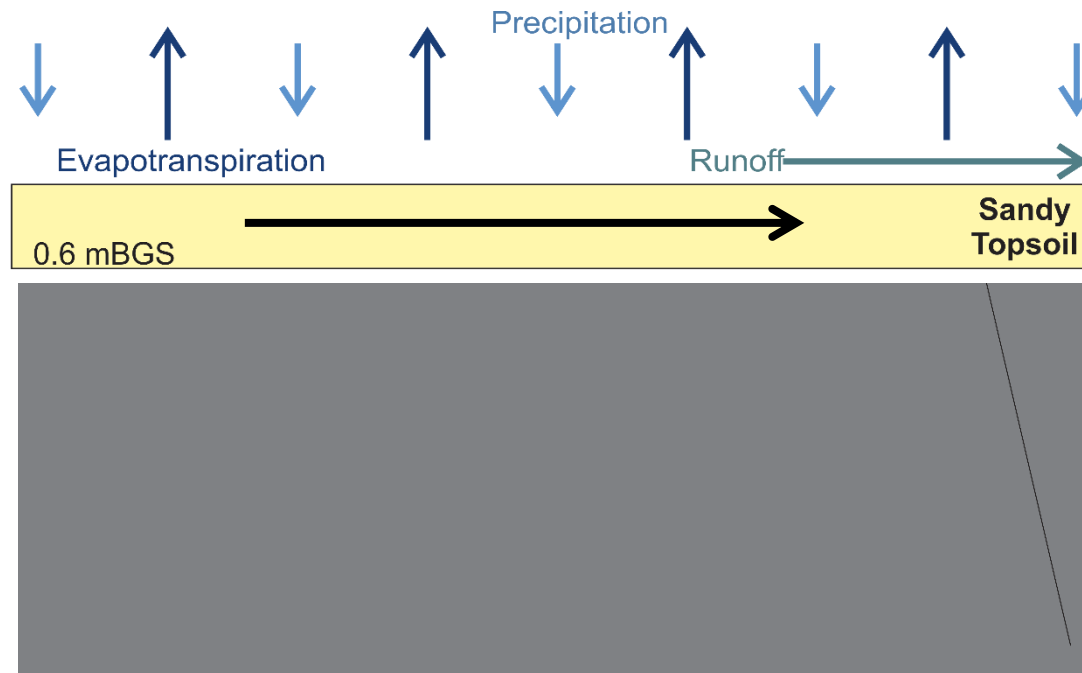 Precipitation
Evapotranspiration
Runoff
Sandy
Topsoil
0.6 mBGS